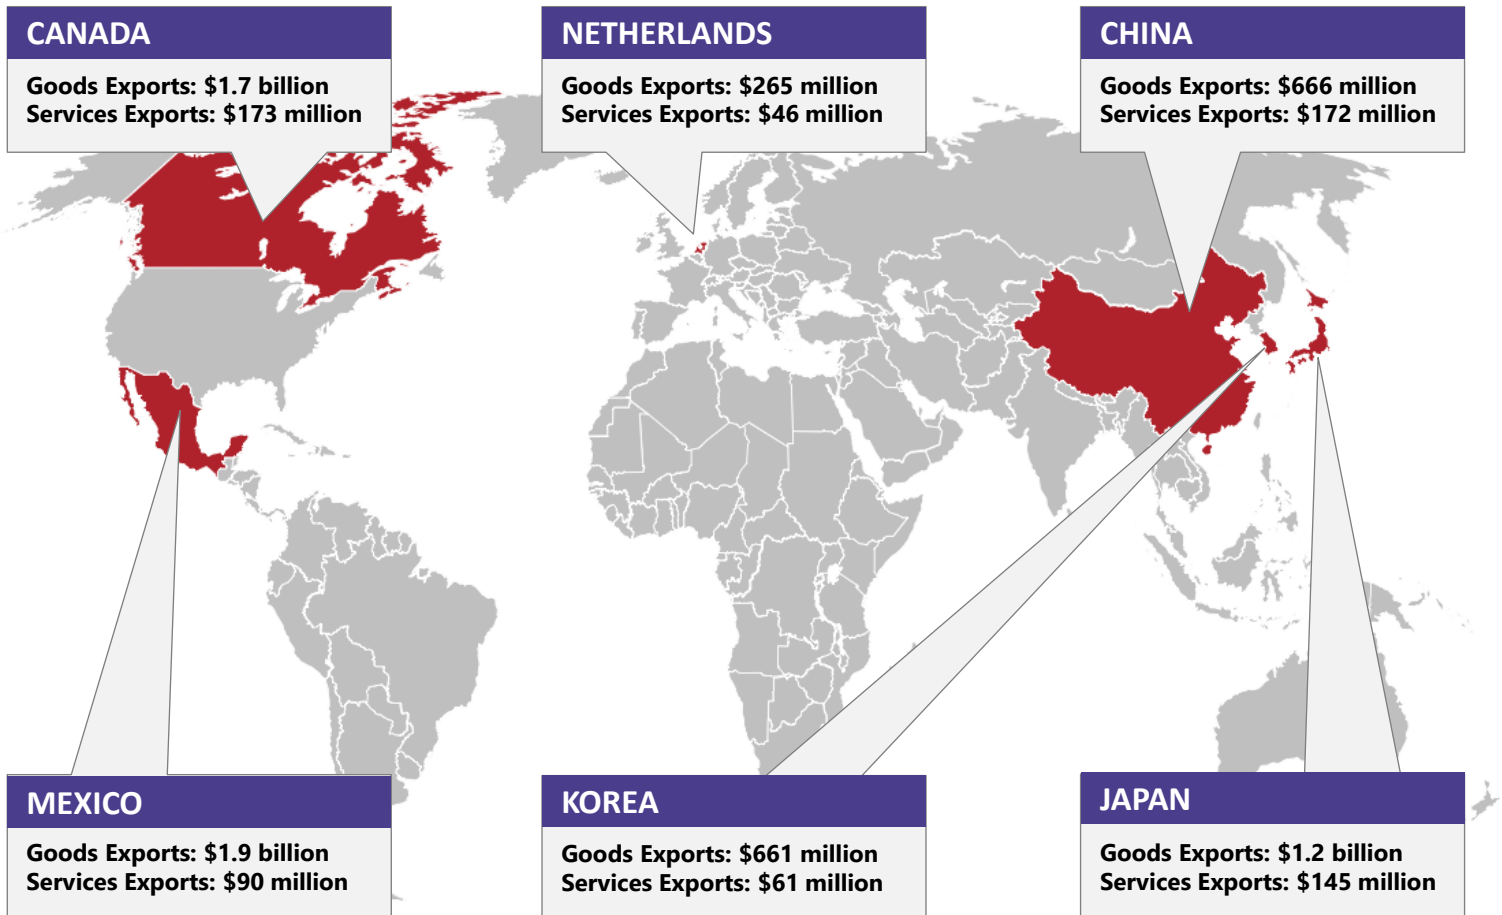 CANADA
Goods Exports: $1.7 billion
Services Exports: $173 million
NETHERLANDS
Goods Exports: $265 million
Services Exports: $46 million
CHINA
Goods Exports: $666 million
Services Exports: $172 million
MEXICO
Goods Exports: $1.9 billion
Services Exports: $90 million
KOREA
Goods Exports: $661 million
Services Exports: $61 million
JAPAN
Goods Exports: $1.2 billion
Services Exports: $145 million